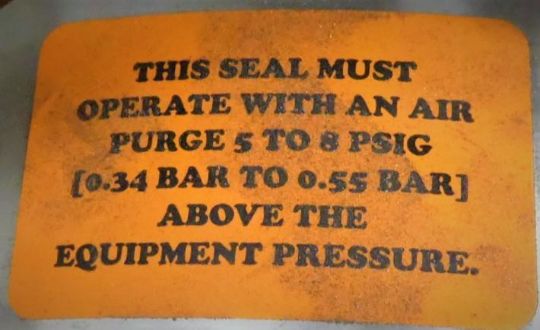 THIS SEAL MUST
OPERATE WITH AN AIR
PURGE 5 TO 8 PSIG
[0.34 BAR TO 0.55 BAR]
ABOVE THE
EQUIPMENT PRESSURE.